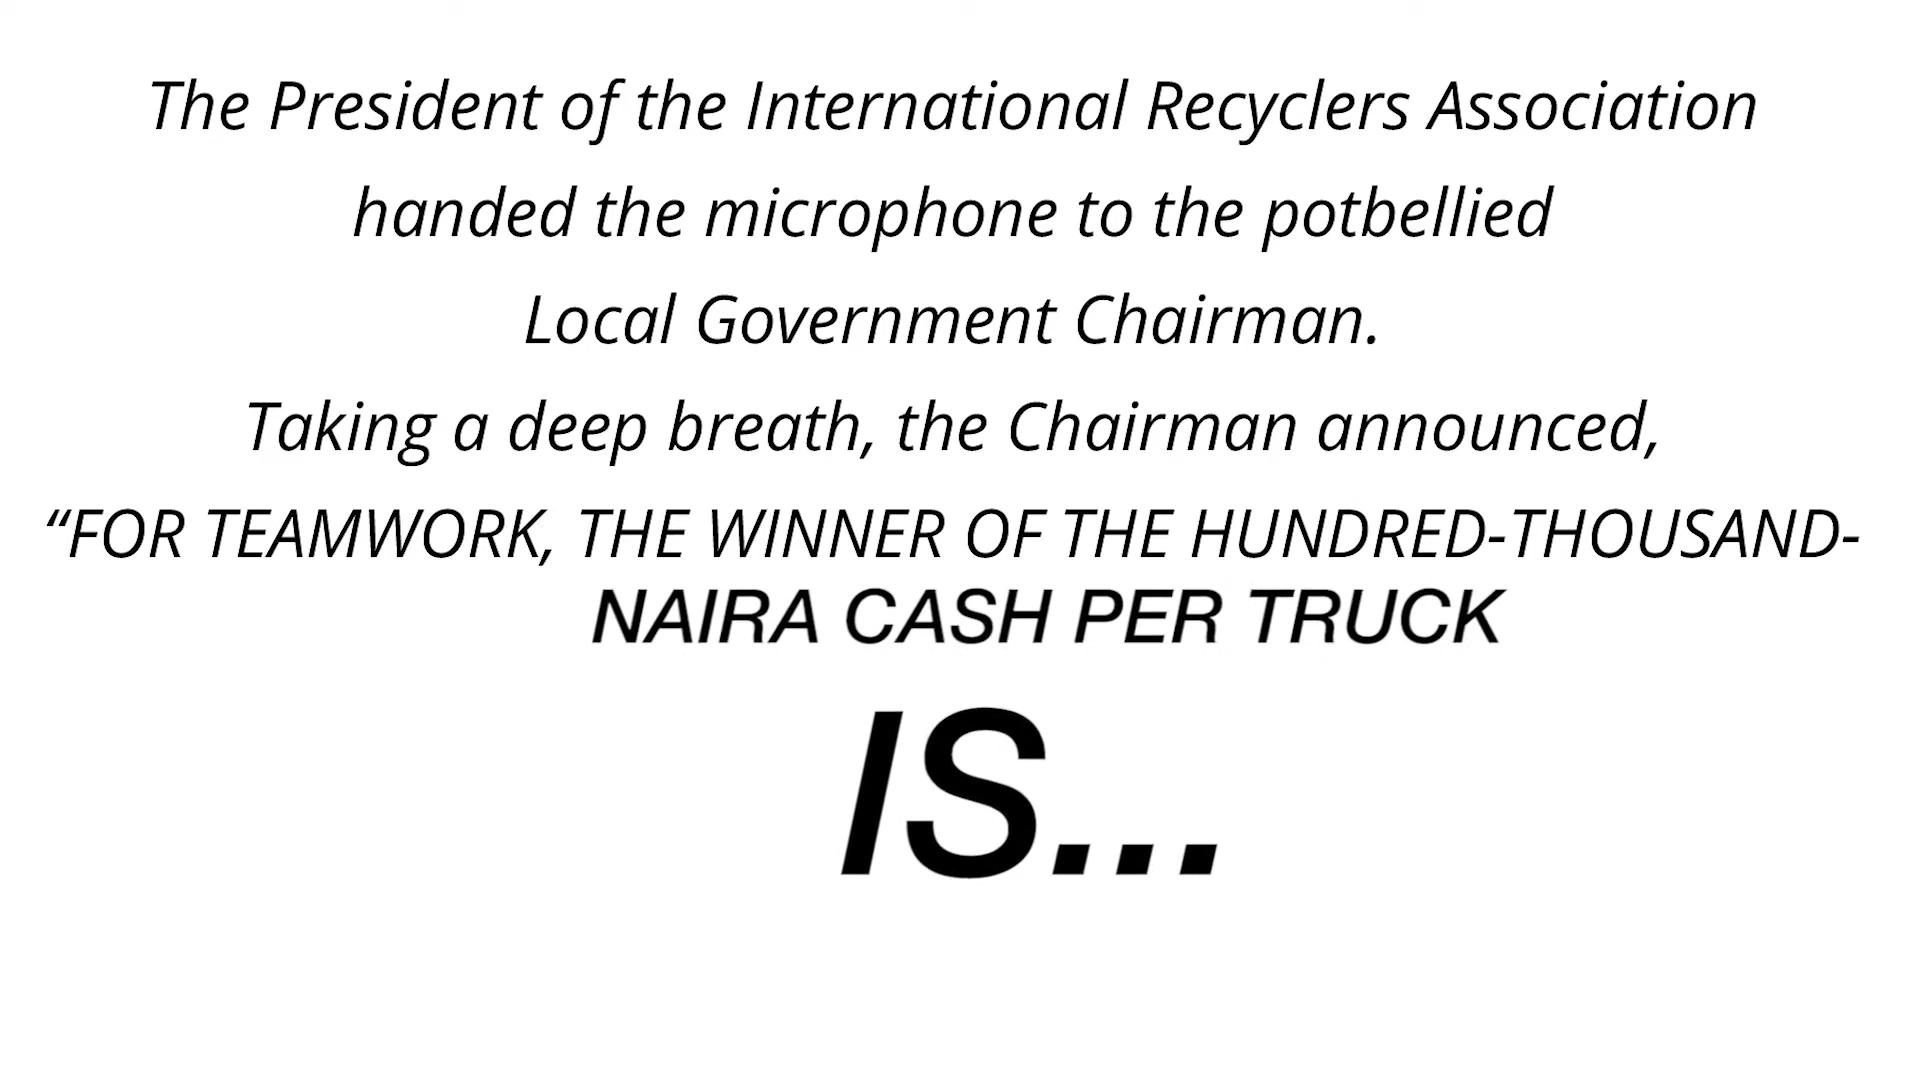 The President of the International Recyclers Association
handed the microphone to the potbellied
Local Government Chairman.
Taking a deep breath, the Chairman announced,
“FOR TEAMWORK, THE WINNER OF THE HUNDRED-THOUSAND-
NAIRA CASH PER TRUCK
IS...